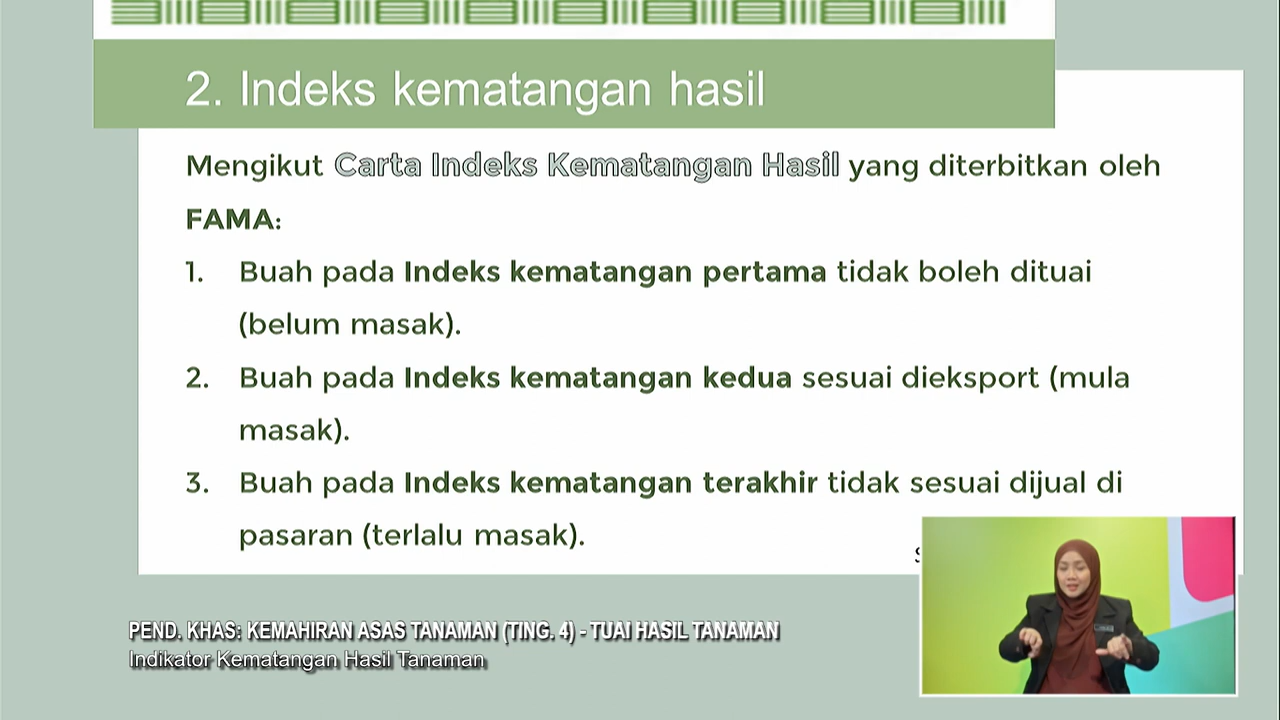 2. Indeks kematangan hasil
Mengikut Carta Indeks Kematangan Hasil yang diterbitkan oleh
FAMA:
1. Buah pada Indeks kematangan pertama tidak boleh dituai
(belum masak).
2. Buah pada Indeks kematangan kedua sesuai dieksport (mula
masak).
3. Buah pada Indeks kematangan terakhir tidak sesuai dijual di
pasaran (terlalu masak).
PEND. KHAS: KEMAHIRAN ASAS TANAMAN (TING. 4) - TUAI HASIL TANAMAN
Indikator Kematangan Hasil Tanaman